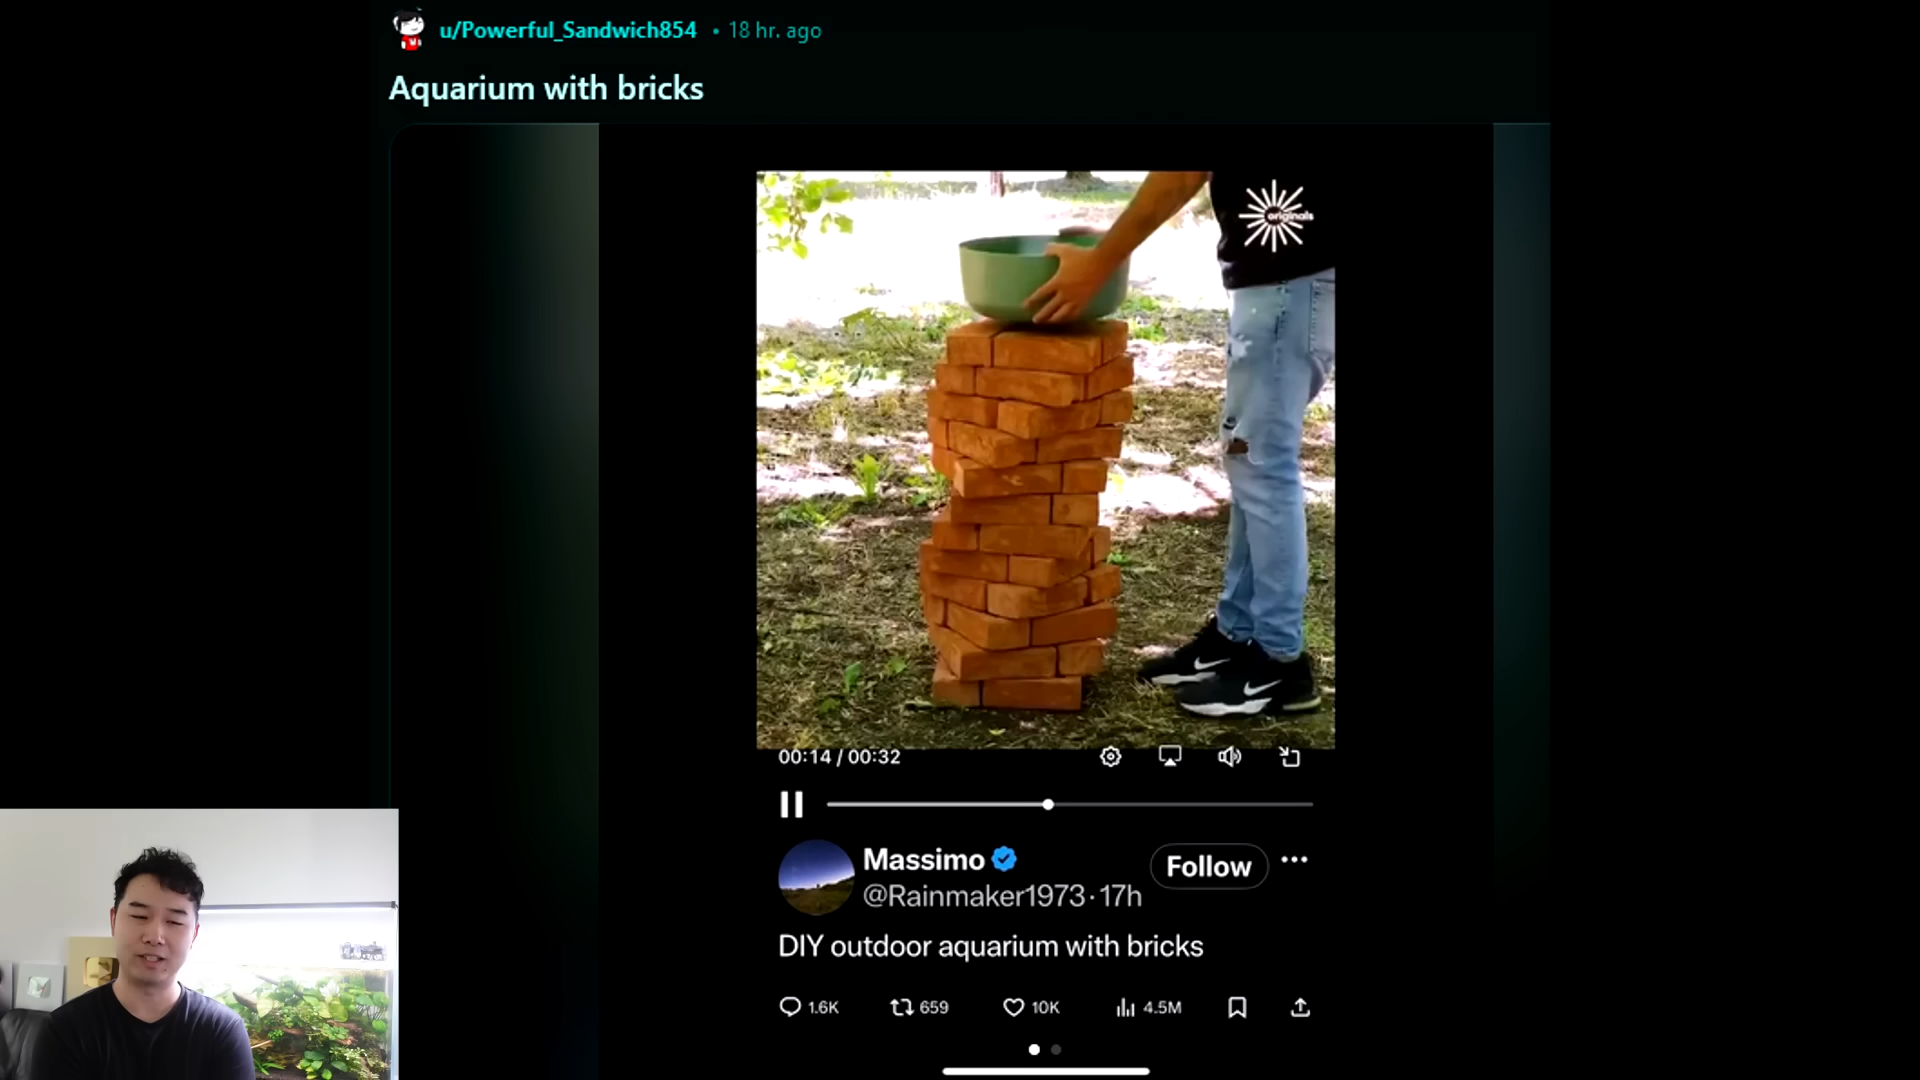 u/Powerful_Sandwich854 • 18 hr. ago
Aquarium with bricks
originals
00:14 / 00:32
Massimo
Follow
@Rainmaker1973 · 17h
DIY outdoor aquarium with bricks
1.6K 659 10K 4.5M